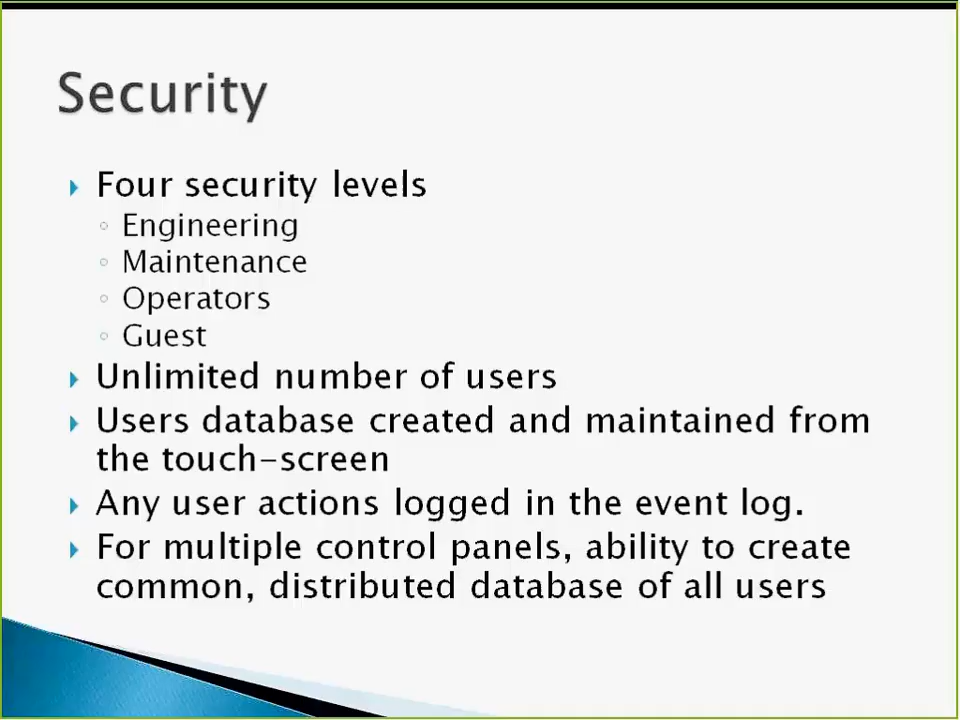 Security
Four security levels
Engineering
Maintenance
Operators
Guest
Unlimited number of users
Users database created and maintained from
the touch-screen
Any user actions logged in the event log.
For multiple control panels, ability to create
common, distributed database of all users